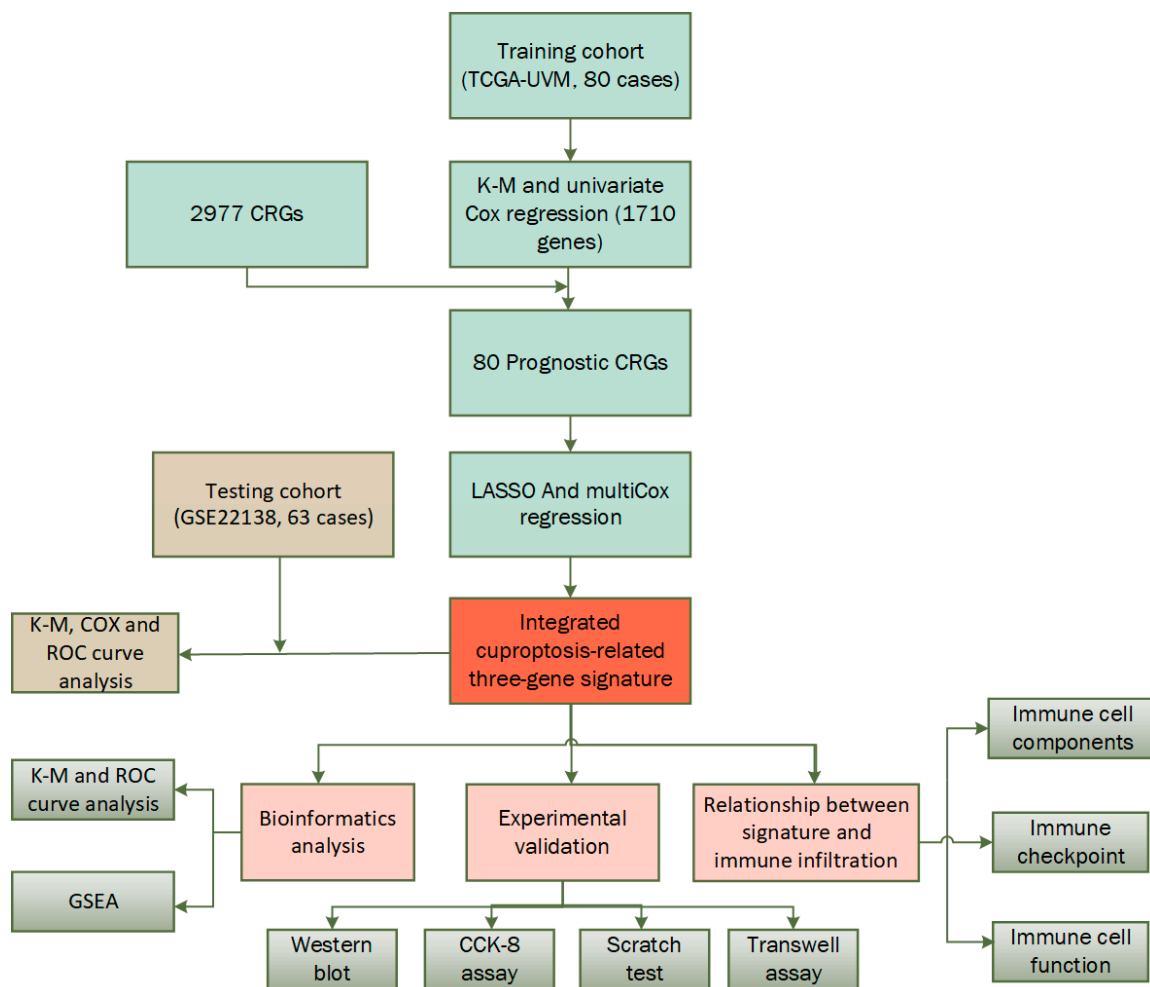 Training cohort
(TCGA-UVM, 80 cases)
2977 CRGs
K-M and univariate
Cox regression (1710
genes)
80 Prognostic CRGs
Testing cohort
(GSE22138, 63 cases)
LASSO And multiCox
regression
K-M, COX and
ROC curve
analysis
Integrated
cuproptosis-related
three-gene signature
Immune cell
components
K-M and ROC
curve analysis
Bioinformatics
analysis
Experimental
validation
Relationship between
signature and
immune infiltration
Immune
checkpoint
GSEA
Western
blot
CCK-8
assay
Scratch
test
Transwell
assay
Immune cell
function